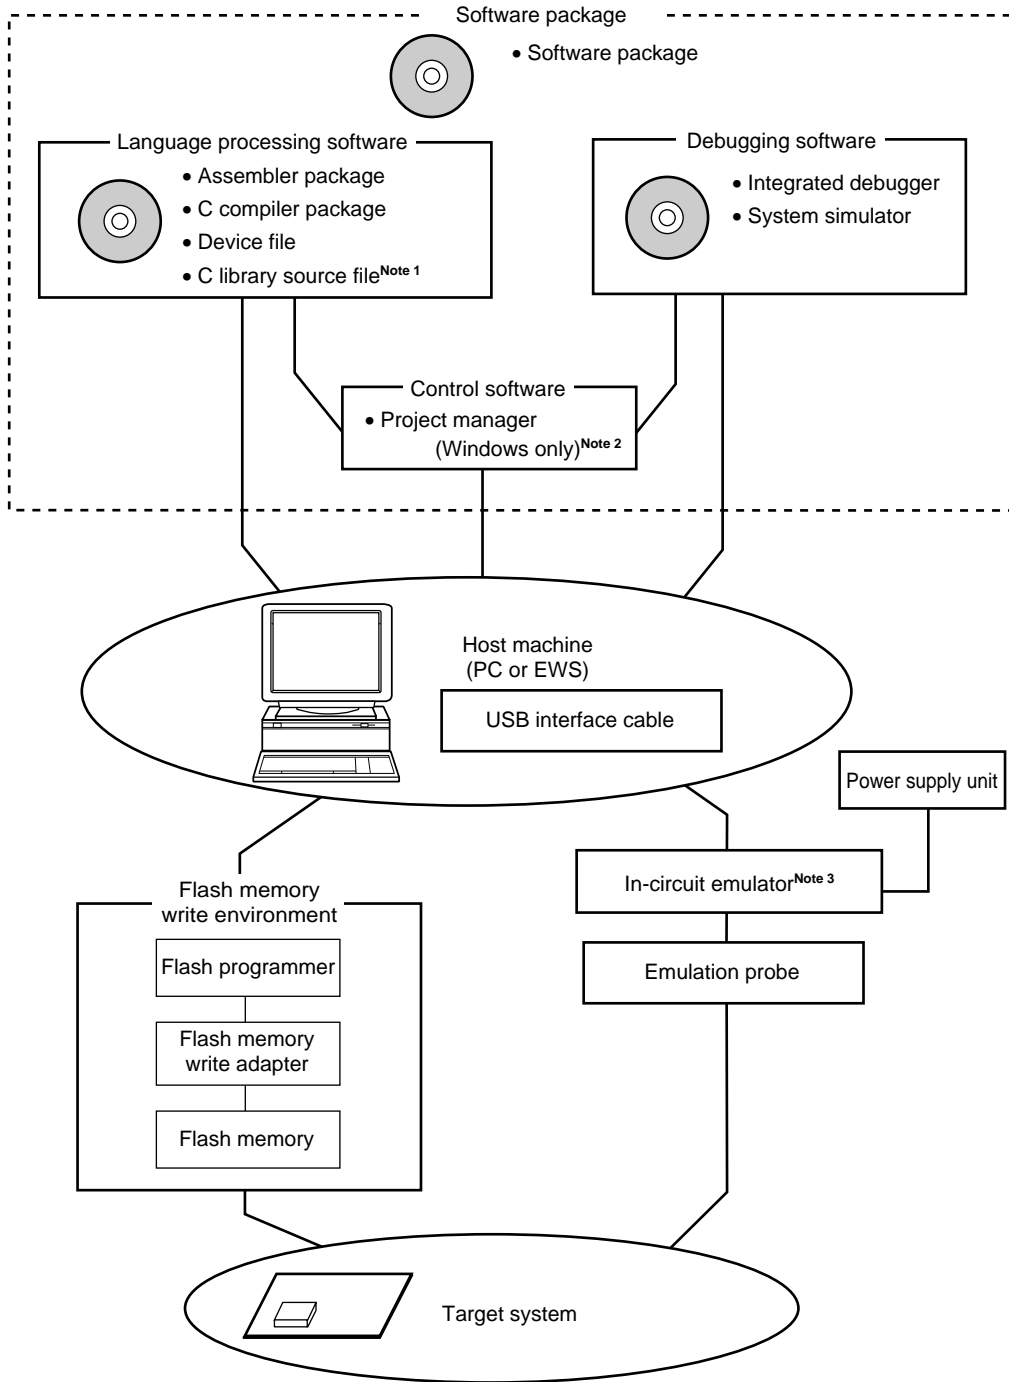 Software package
• Software package
Language processing software
• Assembler package
• C compiler package
• Device file
• C library source fileNote 1
Debugging software
• Integrated debugger
• System simulator
Control software
• Project manager
(Windows only)Note 2
Host machine
(PC or EWS)
USB interface cable
Power supply unit
In-circuit emulatorNote 3
Emulation probe
Flash memory
write environment
Flash programmer
Flash memory
write adapter
Flash memory
Target system